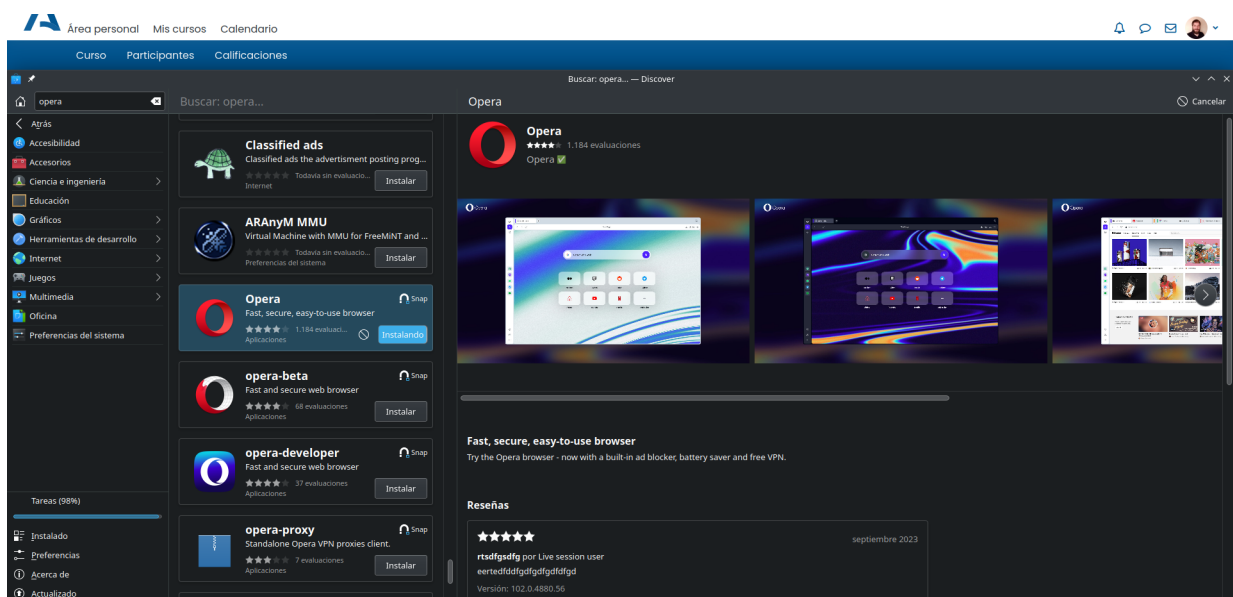 Área personal Mis cursos Calendario
Curso Participantes Calificaciones
Buscar: opera... — Discover
opera
Buscar: opera...
Opera
Cancelar
Atrás
Accesibilidad
Accesorios
Ciencia e ingeniería
Educación
Gráficos
Herramientas de desarrollo
Internet
Juegos
Multimedia
Oficina
Preferencias del sistema
Tareas (98%)
Instalado
Preferencias
Acerca de
Actualizado
Classified ads
Classified ads the advertisment posting prog...
Todavía sin evaluacio...
Internet
Instalar
ARAnyM MMU
Virtual Machine with MMU for FreeMiNT and ...
Todavía sin evaluacio...
Preferencias del sistema
Instalar
Opera
Snap
Fast, secure, easy-to-use browser
1.184 evaluaci...
Aplicaciones
Instalando
opera-beta
Snap
Fast and secure web browser
68 evaluaciones
Aplicaciones
Instalar
opera-developer
Snap
Fast and secure web browser
37 evaluaciones
Aplicaciones
Instalar
opera-proxy
Snap
Standalone Opera VPN proxies client.
7 evaluaciones
Aplicaciones
Instalar
Opera
1.184 evaluaciones
Opera
Opera
Opera
Opera
Fast, secure, easy-to-use browser
Try the Opera browser - now with a built-in ad blocker, battery saver and free VPN.
Reseñas
septiembre 2023
rtsdfgsdfg por Live session user
eertedfddfgdfgdfgdfdfgd
Versión: 102.0.4880.56